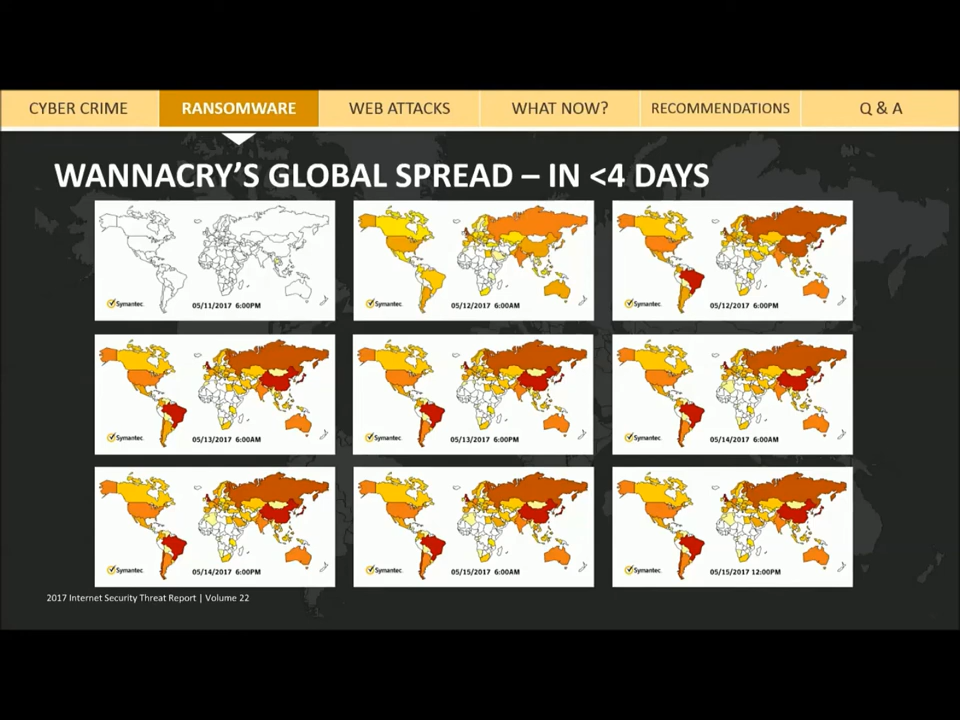 CYBER CRIME
RANSOMWARE
WEB ATTACKS
WHAT NOW?
RECOMMENDATIONS
Q & A
WANNACRY'S GLOBAL SPREAD – IN <4 DAYS
Symantec. 05/11/2017 6:00PM
Symantec. 05/12/2017 6:00AM
Symantec. 05/12/2017 6:00PM
Symantec. 05/13/2017 6:00AM
Symantec. 05/13/2017 6:00PM
Symantec. 05/14/2017 6:00AM
Symantec. 05/14/2017 6:00PM
Symantec. 05/15/2017 6:00AM
Symantec. 05/15/2017 12:00PM
2017 Internet Security Threat Report | Volume 22